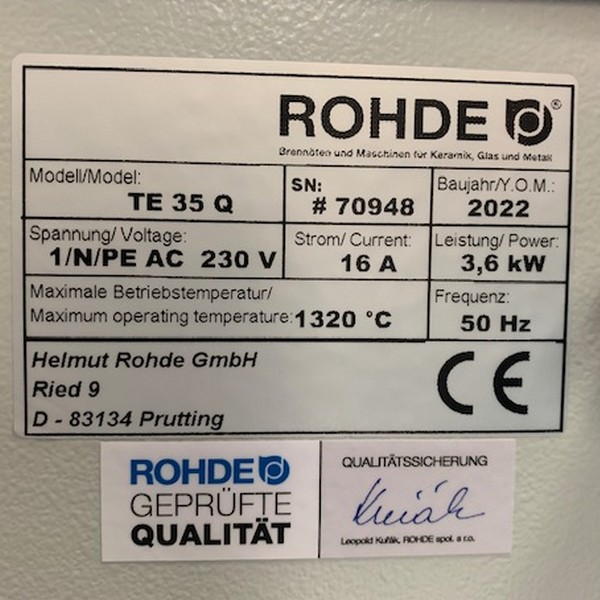 ROHDE ®
Brennöfen und Maschinen für Keramik, Glas und Metall
Modell/Model:
TE 35 Q
SN:
# 70948
Baujahr/Y.O.M.:
2022
Spannung/ Voltage:
1/N/PE AC 230 V
Strom/ Current:
16 A
Leistung/ Power:
3,6 kW
Maximale Betriebstemperatur/
Maximum operating temperature: 1320 °C
Frequenz:
50 Hz
Helmut Rohde GmbH
Ried 9
D - 83134 Prutting
CE
ROHDE
GEPRÜFTE
QUALITÄT
QUALITÄTSSICHERUNG
Leopold Kuřák, ROHDE spol. s r.o.